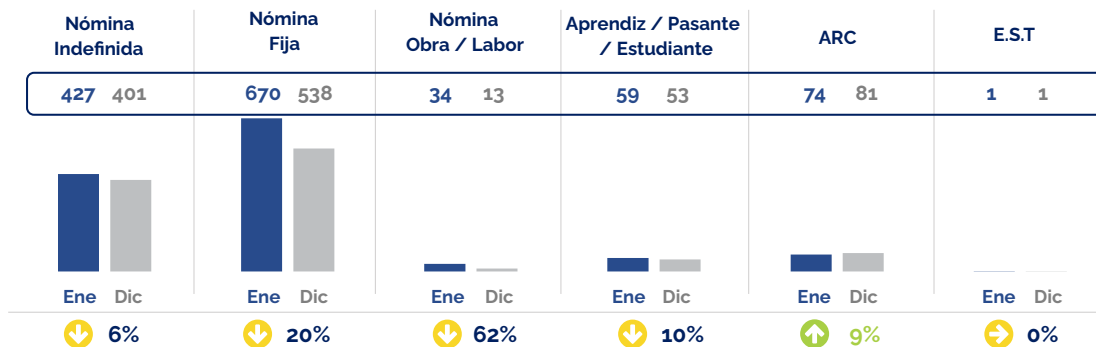 Nómina
Indefinida
Nómina
Fija
Nómina
Obra / Labor
Aprendiz / Pasante
/ Estudiante
ARC
E.S.T
427 401
670 538
34 13
59 53
74 81
1 1
Ene Dic
Ene Dic
Ene Dic
Ene Dic
Ene Dic
Ene Dic
6%
20%
62%
10%
9%
0%